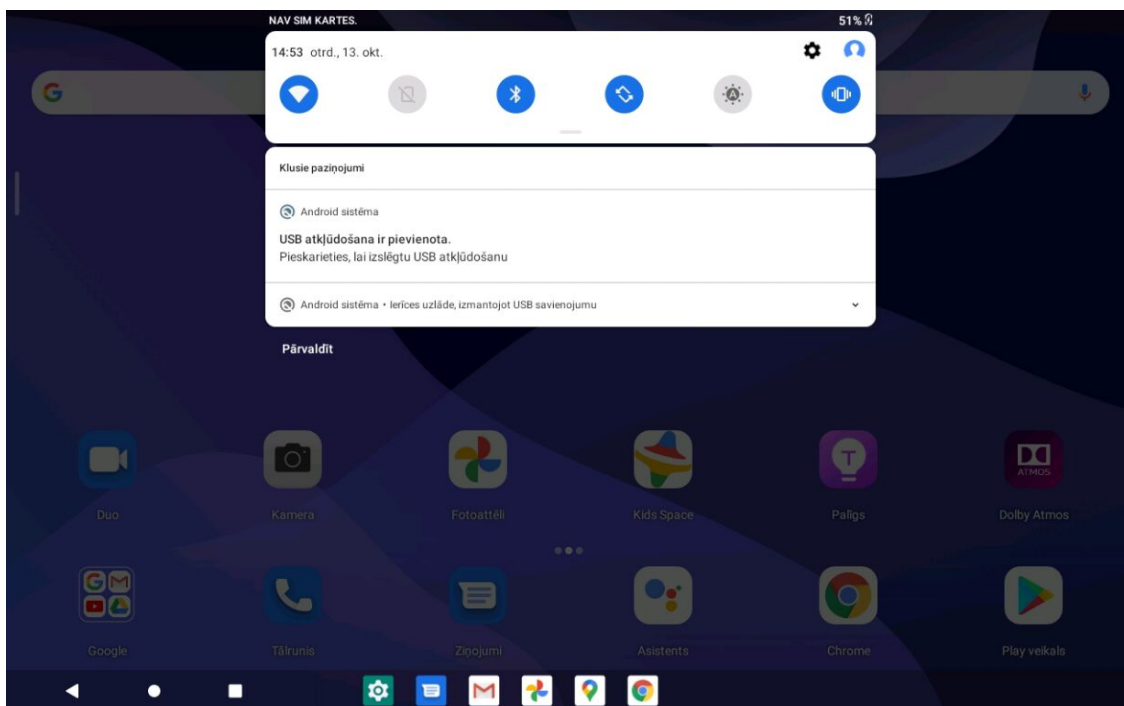 NAV SIM KARTES. 51%
14:53 otrd., 13. okt.
Klusie paziņojumi
Android sistēma
USB atkļūdošana ir pievienota.
Pieskarieties, lai izslēgtu USB atkļūdošanu
Android sistēma • Ierīces uzlāde, izmantojot USB savienojumu
Pārvaldīt
T
ATMOS
Duo Kamera Fotoattēli Kids Space Palīgs Dolby Atmos
Google Tālrunis Ziņojumi Asistents Chrome Play veikals